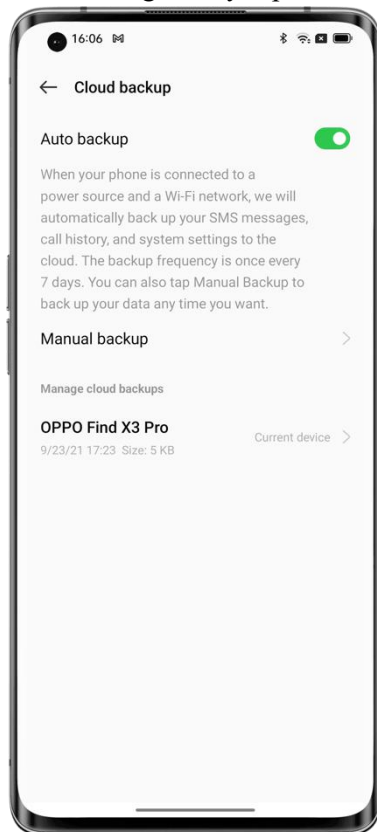 16:06
Cloud backup
Auto backup
When your phone is connected to a
power source and a Wi-Fi network, we will
automatically back up your SMS messages,
call history, and system settings to the
cloud. The backup frequency is once every
7 days. You can also tap Manual Backup to
back up your data any time you want.
Manual backup
Manage cloud backups
OPPO Find X3 Pro
Current device
9/23/21 17:23 Size: 5 KB